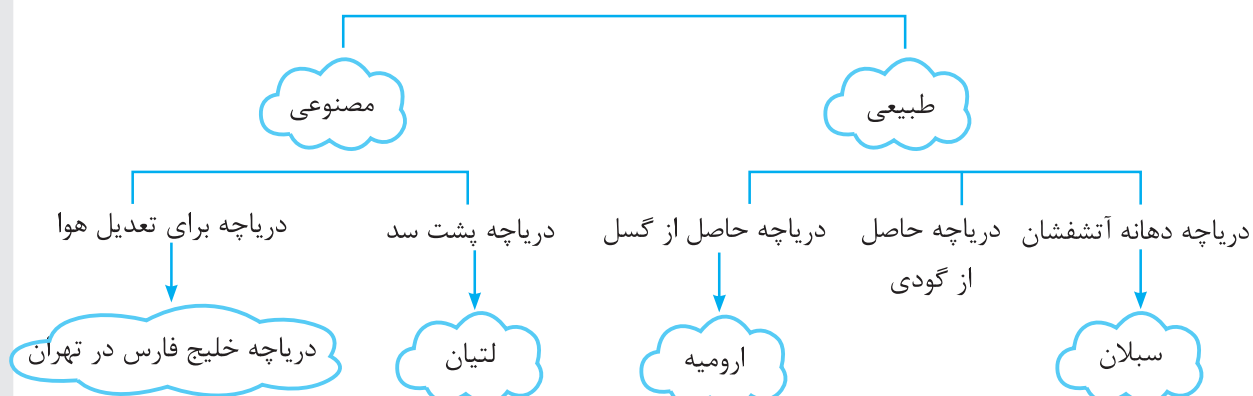 طبیعی
مصنوعی
دریاچه دهانه آتشفشان
دریاچه حاصل
از گودی
دریاچه حاصل از گسل
دریاچه پشت سد
دریاچه برای تعدیل هوا
سبلان
ارومیه
لتیان
دریاچه خلیج فارس در تهران